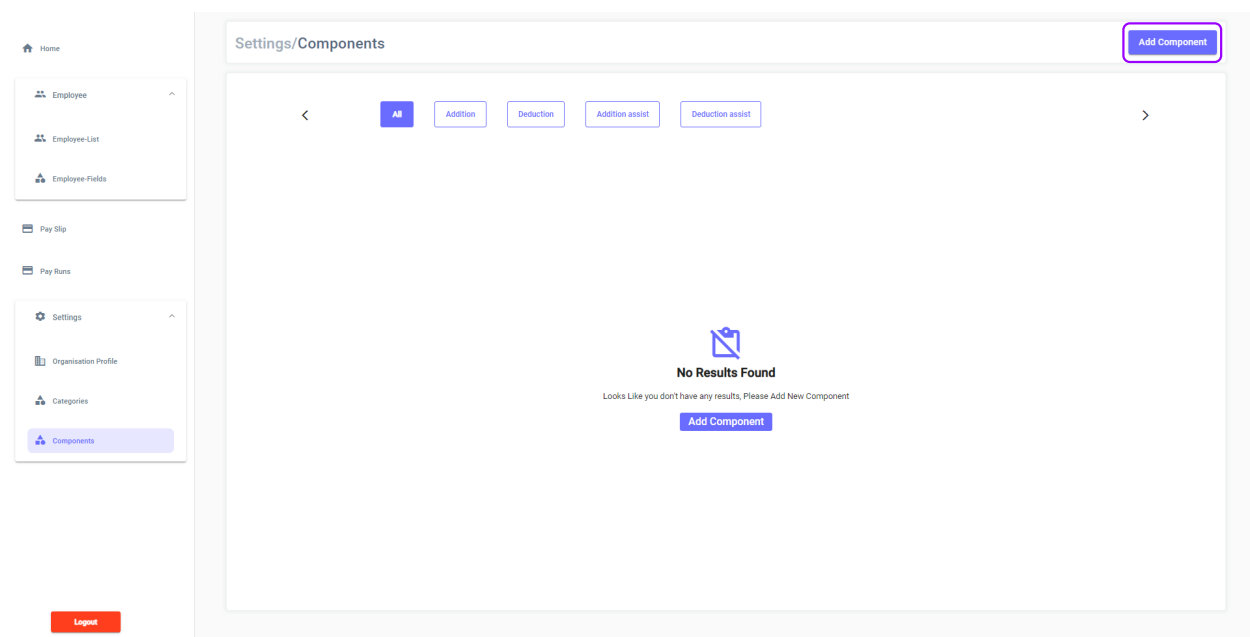 Home
Employee
Employee-List
Employee-Fields
Pay Slip
Pay Runs
Settings
Organisation Profile
Categories
Components
Logout
Settings/Components
Add Component
All
Addition
Deduction
Addition assist
Deduction assist
No Results Found
Looks Like you don't have any results, Please Add New Component
Add Component